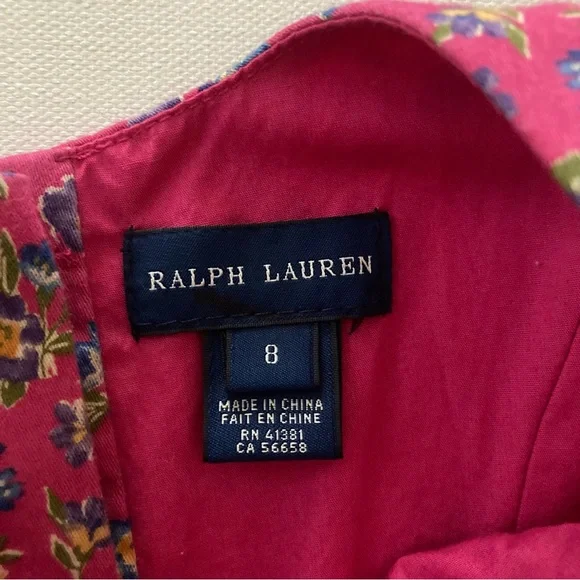 RALPH LAUREN
8
MADE IN CHINA
FAIT EN CHINE
RN 41381
CA 56658